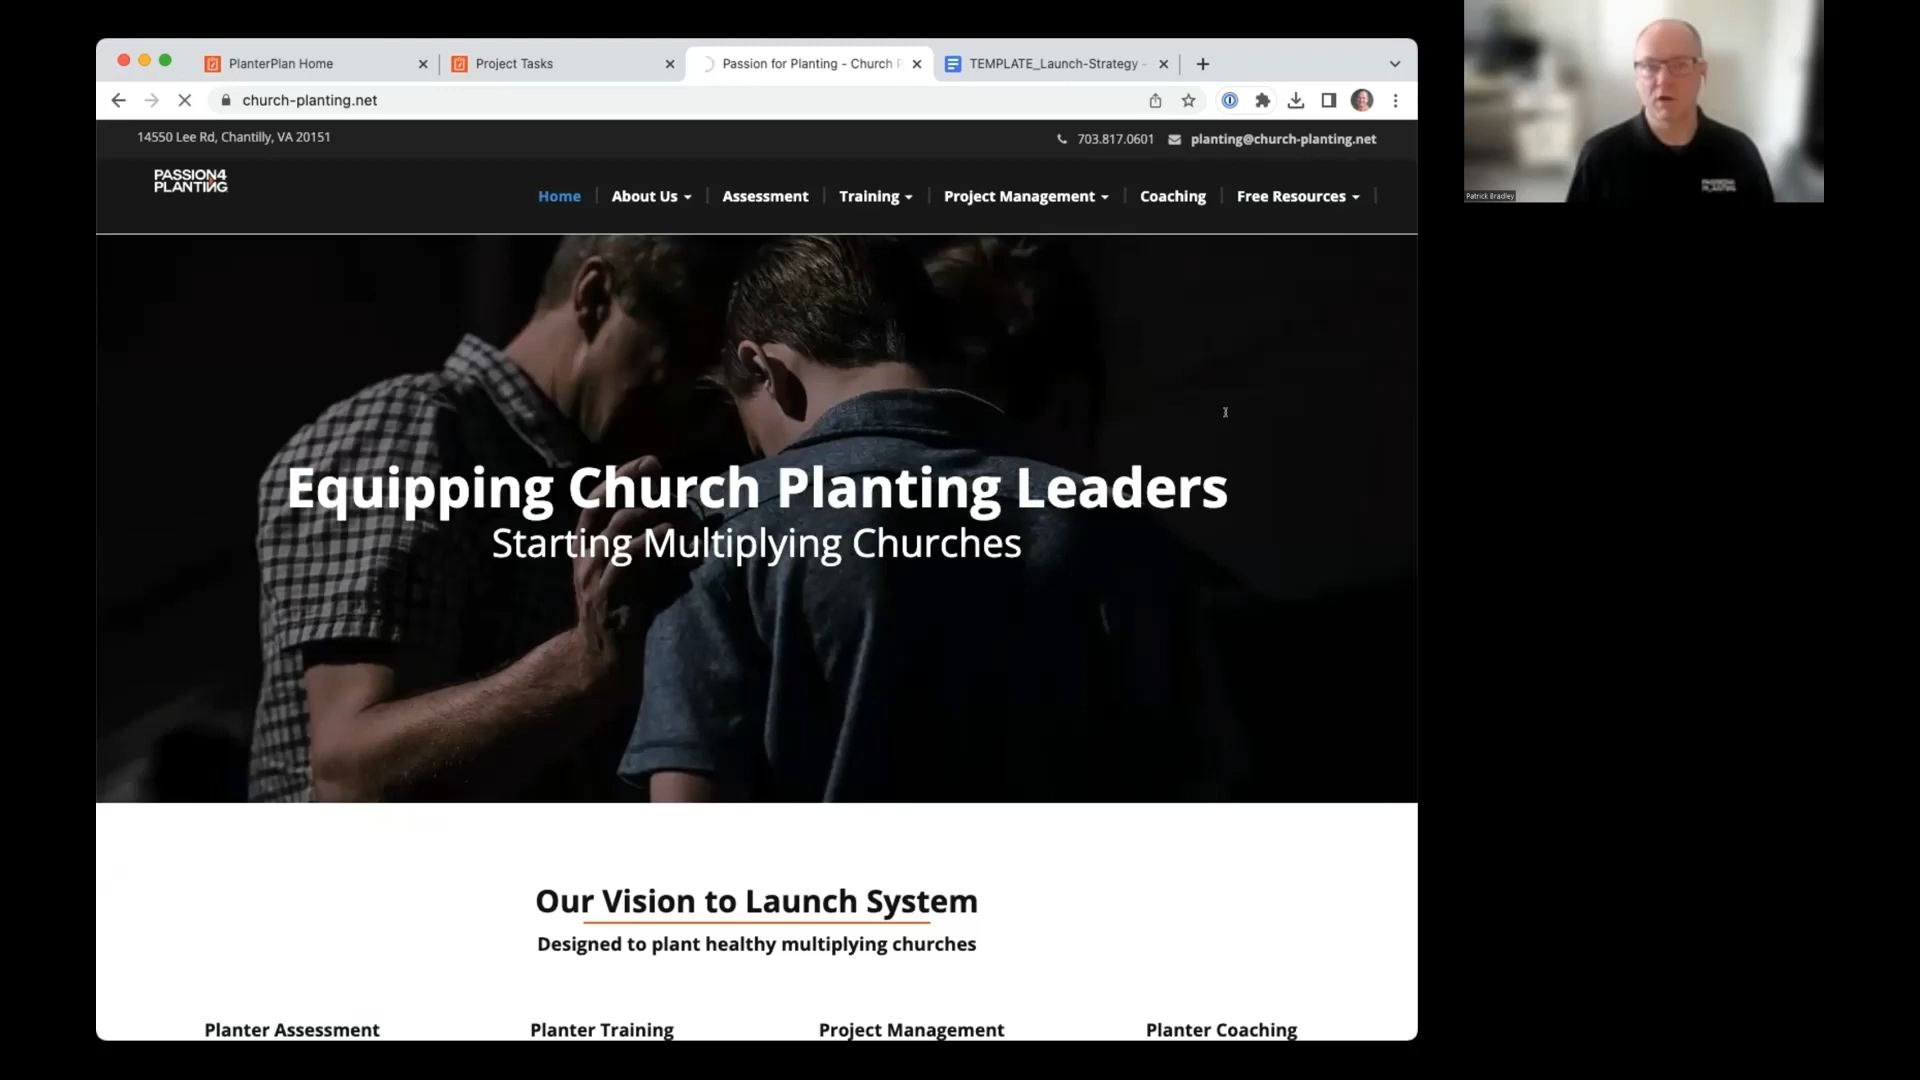 PlanterPlan Home
Project Tasks
Passion for Planting - Church P
TEMPLATE_Launch-Strategy -
church-planting.net
14550 Lee Rd, Chantilly, VA 20151
703.817.0601
planting@church-planting.net
PASSION4
PLANTING
Home
About Us
Assessment
Training
Project Management
Coaching
Free Resources
Equipping Church Planting Leaders
Starting Multiplying Churches
Our Vision to Launch System
Designed to plant healthy multiplying churches
Planter Assessment
Planter Training
Project Management
Planter Coaching
Patrick Bradley